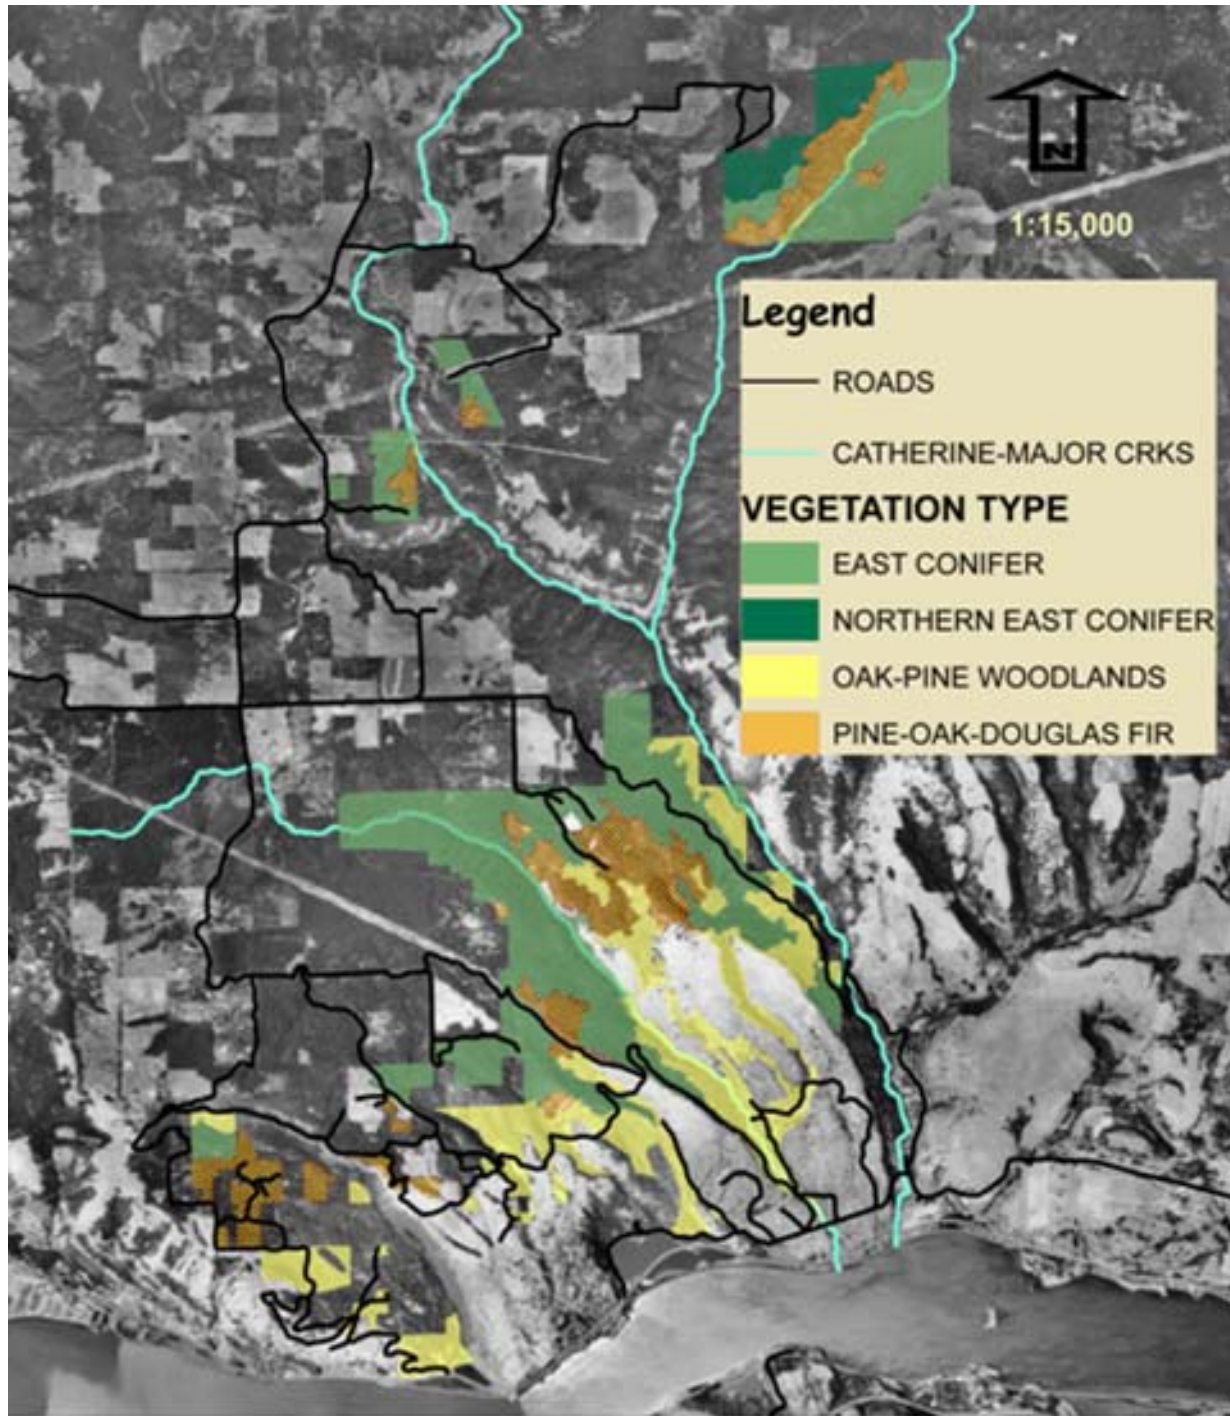 N
1:15,000
Legend
ROADS
CATHERINE-MAJOR CRKS
VEGETATION TYPE
EAST CONIFER
NORTHERN EAST CONIFER
OAK-PINE WOODLANDS
PINE-OAK-DOUGLAS FIR